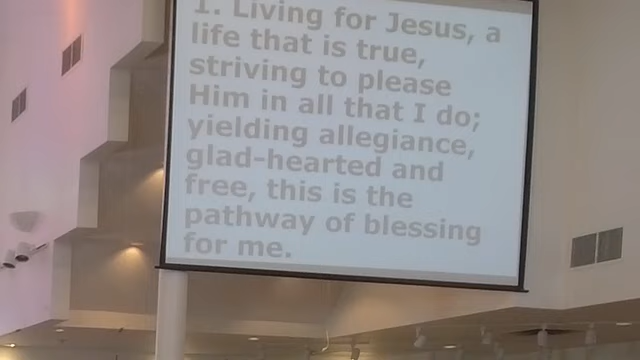 1. Living for Jesus, a
life that is true,
striving to please
Him in all that I do;
yielding allegiance,
glad-hearted and
free, this is the
pathway of blessing
for me.